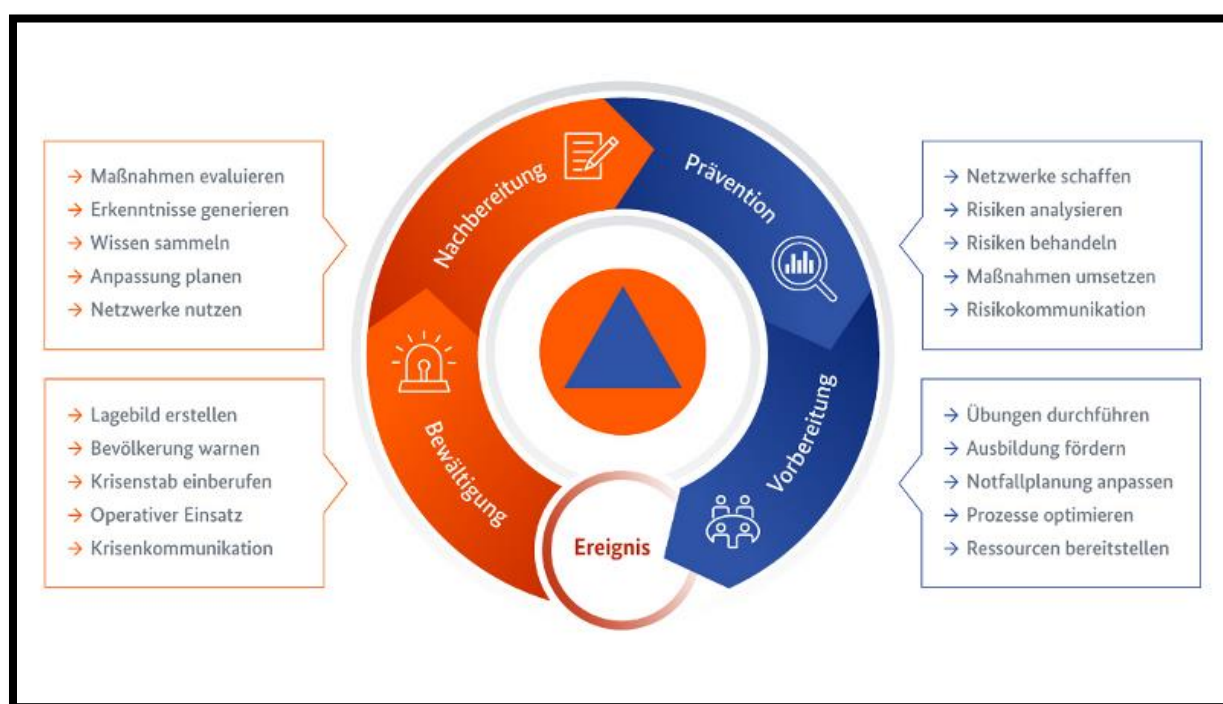 → Maßnahmen evaluieren
→ Erkenntnisse generieren
→ Wissen sammeln
→ Anpassung planen
→ Netzwerke nutzen
→ Lagebild erstellen
→ Bevölkerung warnen
→ Krisenstab einberufen
→ Operativer Einsatz
→ Krisenkommunikation
Nachbereitung
Prävention
Bewältigung
Vorbereitung
Ereignis
→ Netzwerke schaffen
→ Risiken analysieren
→ Risiken behandeln
→ Maßnahmen umsetzen
→ Risikokommunikation
→ Übungen durchführen
→ Ausbildung fördern
→ Notfallplanung anpassen
→ Prozesse optimieren
→ Ressourcen bereitstellen